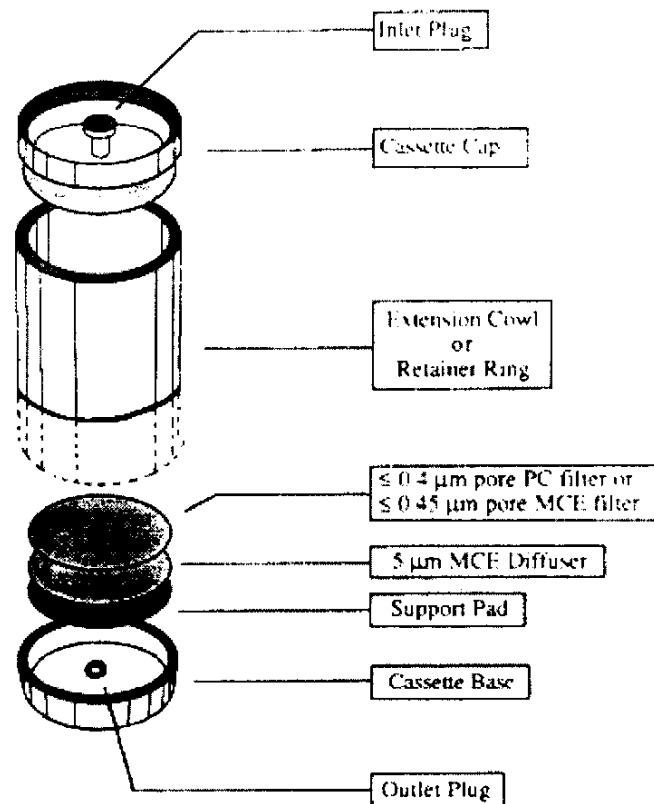 Inlet Plug
Cassette Cap
Extension Cowl
or
Retainer Ring
≤ 0.4 µm pore PC filter or
≤ 0.45 µm pore MCE filter
5 µm MCE Diffuser
Support Pad
Cassette Base
Outlet Plug